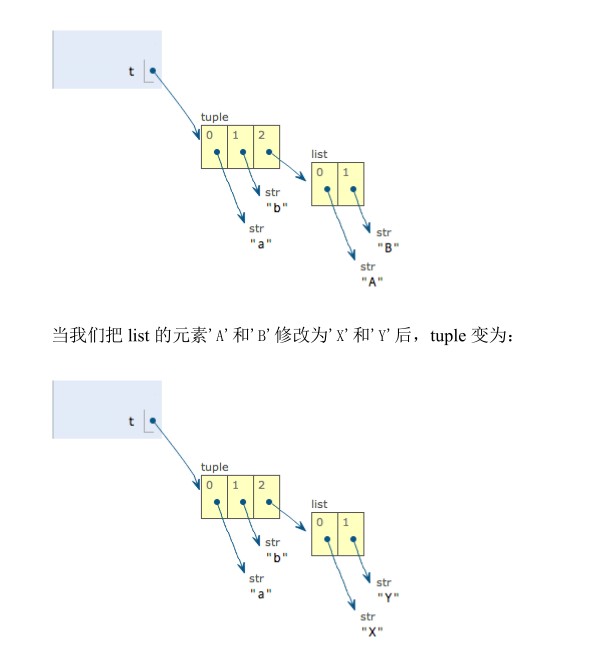 t
tuple
0 1 2
list
0 1
str
"b"
str
"a"
str
"B"
str
"A"
当我们把 list 的元素'A'和'B'修改为'X'和'Y'后，tuple 变为：
t
tuple
0 1 2
list
0 1
str
"b"
str
"a"
str
"Y"
str
"X"